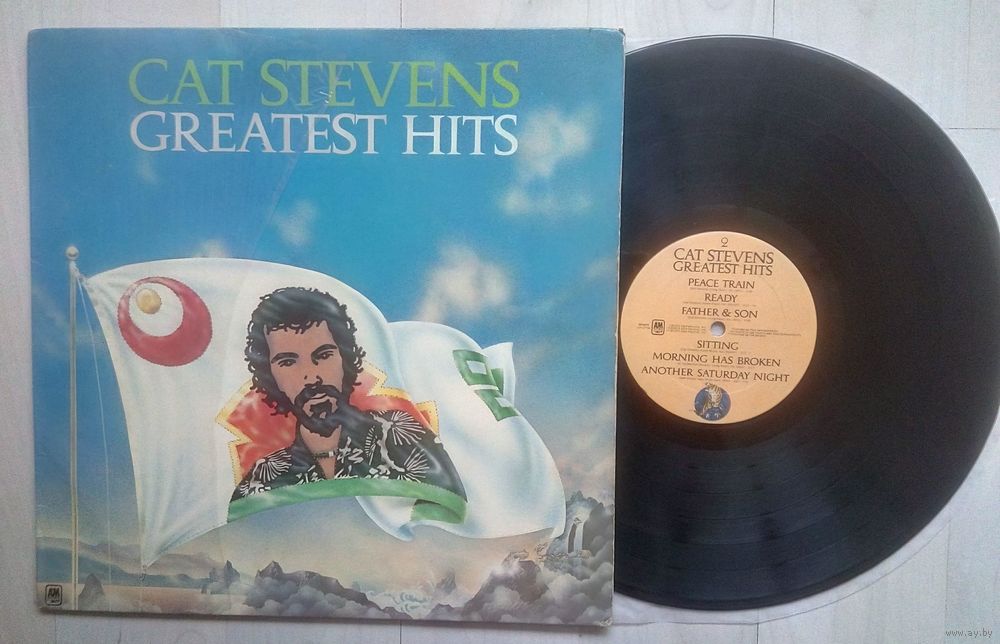 CAT STEVENS
GREATEST HITS
2
CAT STEVENS
GREATEST HITS
PEACE TRAIN
READY
FATHER & SON
A&M
SITTING
MORNING HAS BROKEN
ANOTHER SATURDAY NIGHT
A&M
www.ay.by